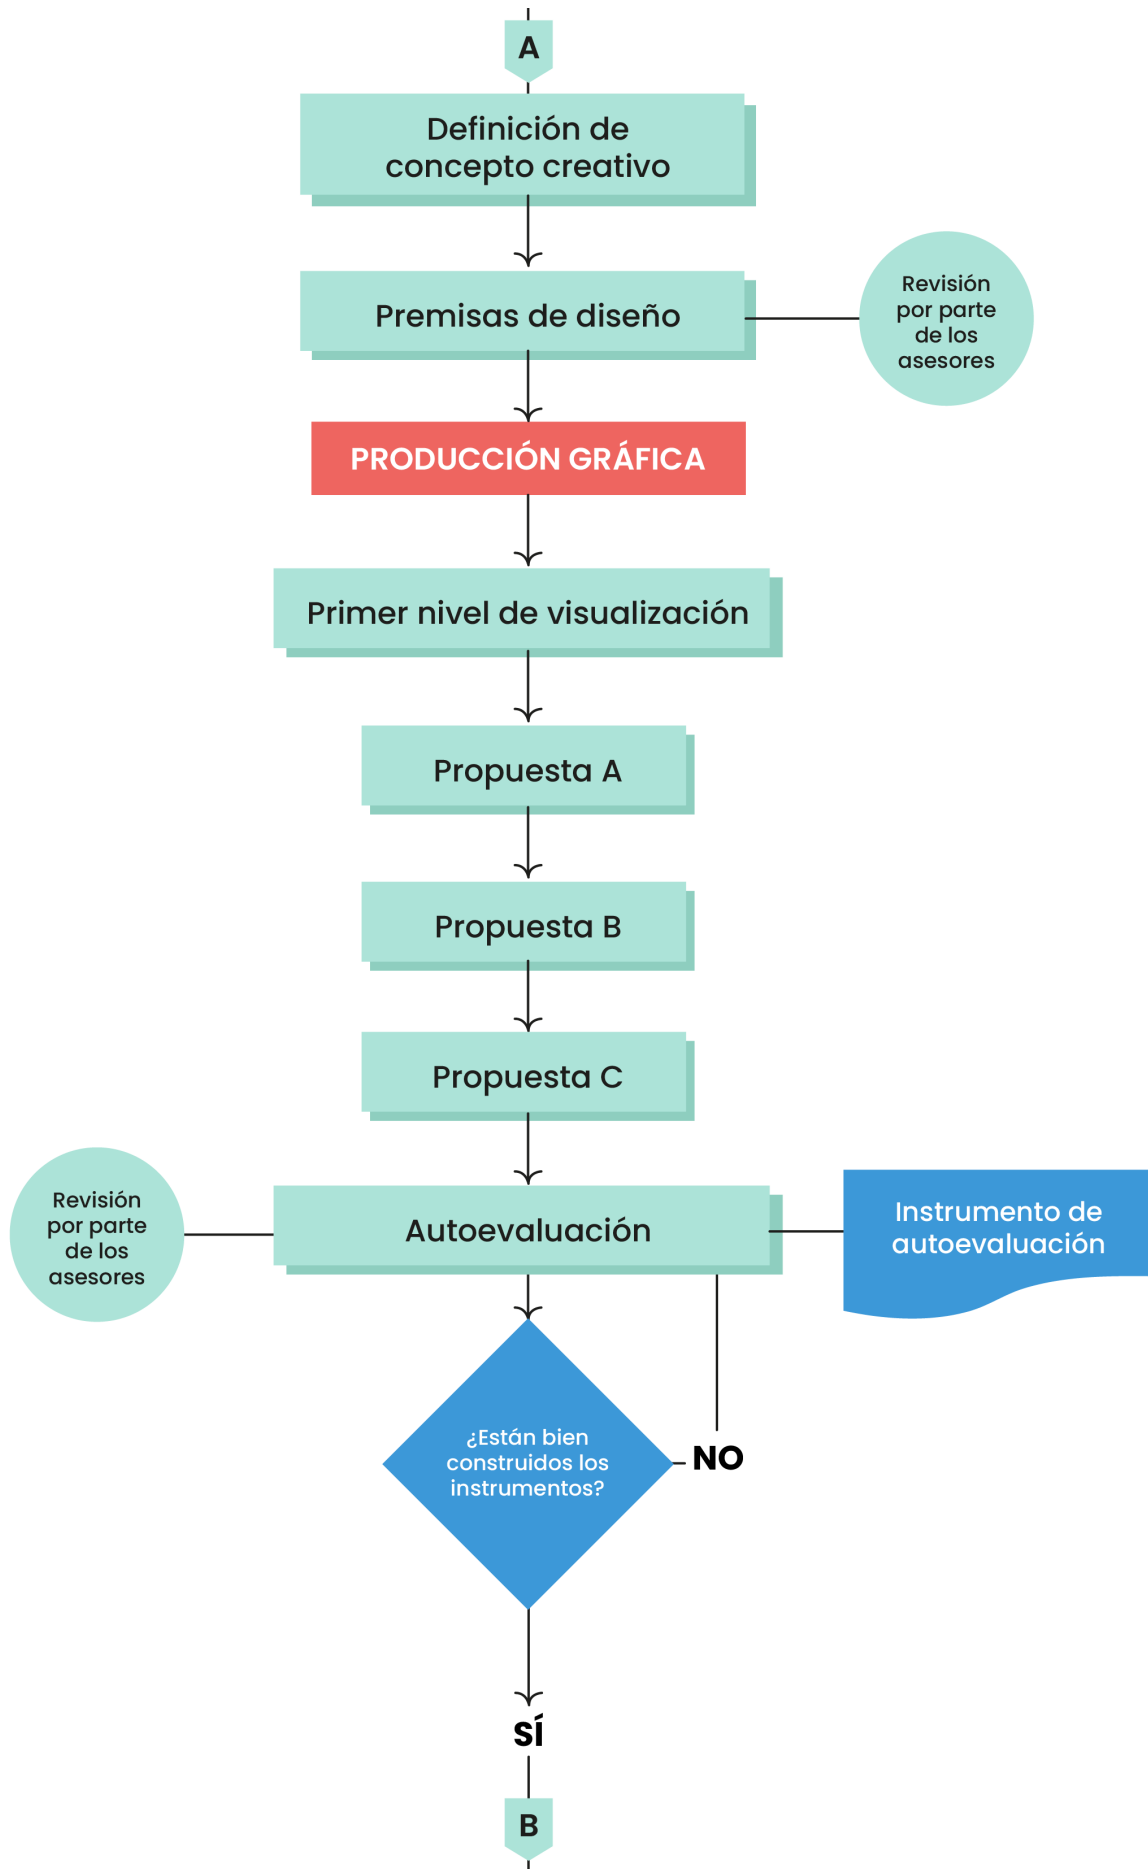 A
Definición de
concepto creativo
Premisas de diseño
Revisión
por parte
de los
asesores
PRODUCCIÓN GRÁFICA
Primer nivel de visualización
Propuesta A
Propuesta B
Propuesta C
Revisión
por parte
de los
asesores
Autoevaluación
Instrumento de
autoevaluación
¿Están bien
construidos los
instrumentos?
NO
SÍ
B